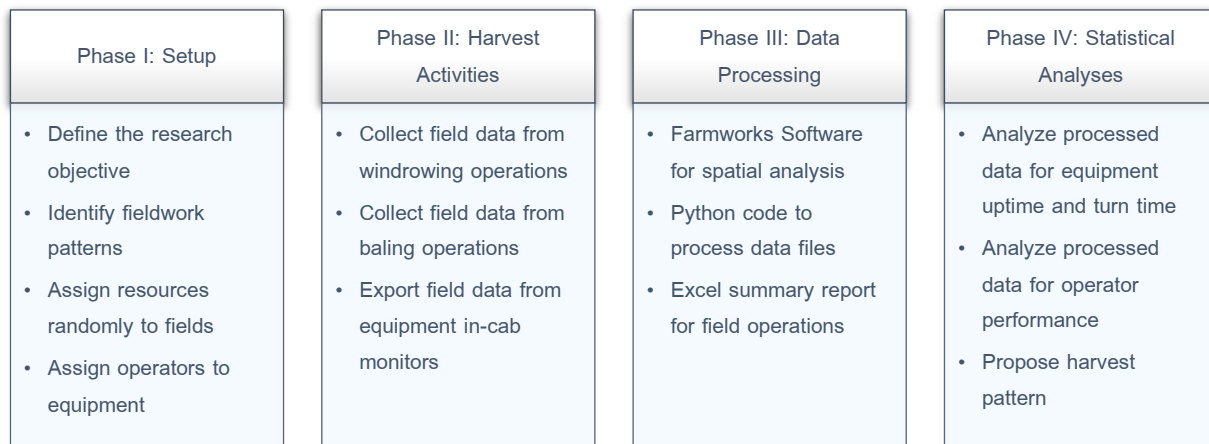 Phase I: Setup
• Define the research
objective
• Identify fieldwork
patterns
• Assign resources
randomly to fields
• Assign operators to
equipment
Phase II: Harvest
Activities
• Collect field data from
windrowing operations
• Collect field data from
baling operations
• Export field data from
equipment in-cab
monitors
Phase III: Data
Processing
• Farmworks Software
for spatial analysis
• Python code to
process data files
• Excel summary report
for field operations
Phase IV: Statistical
Analyses
• Analyze processed
data for equipment
uptime and turn time
• Analyze processed
data for operator
performance
• Propose harvest
pattern